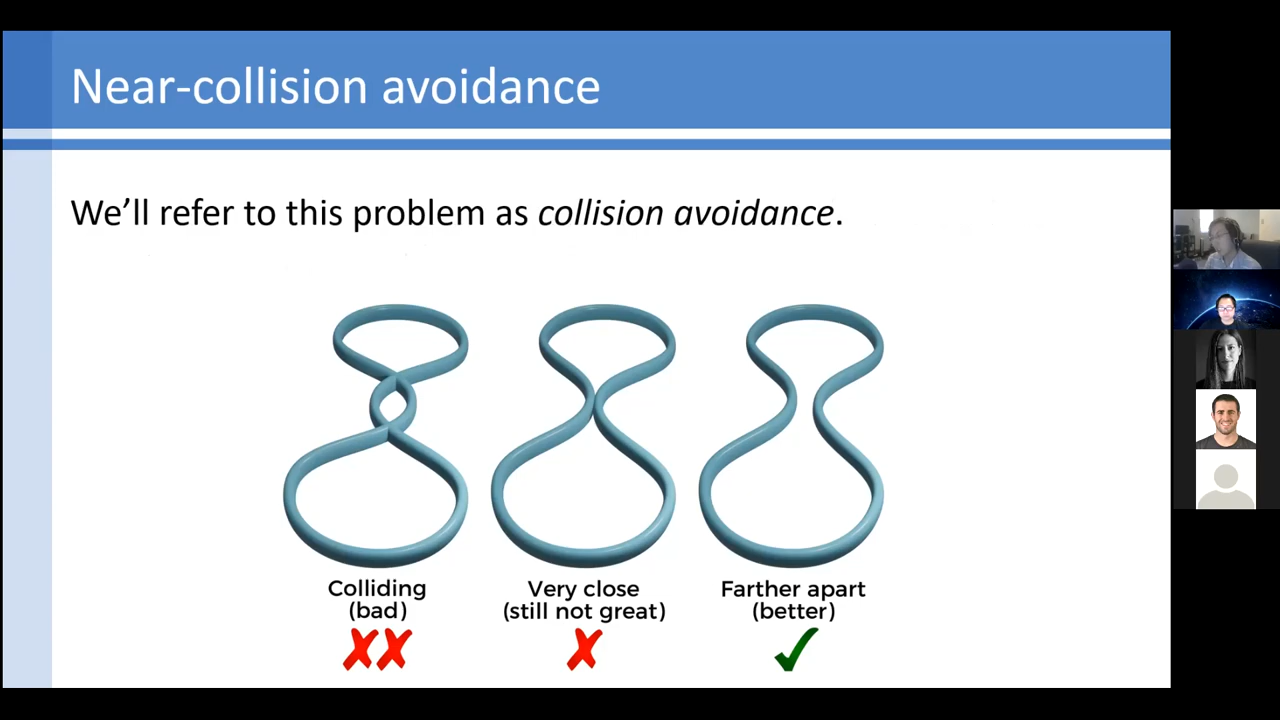 Near-collision avoidance
We’ll refer to this problem as collision avoidance.
Colliding
(bad)
Very close
(still not great)
Farther apart
(better)